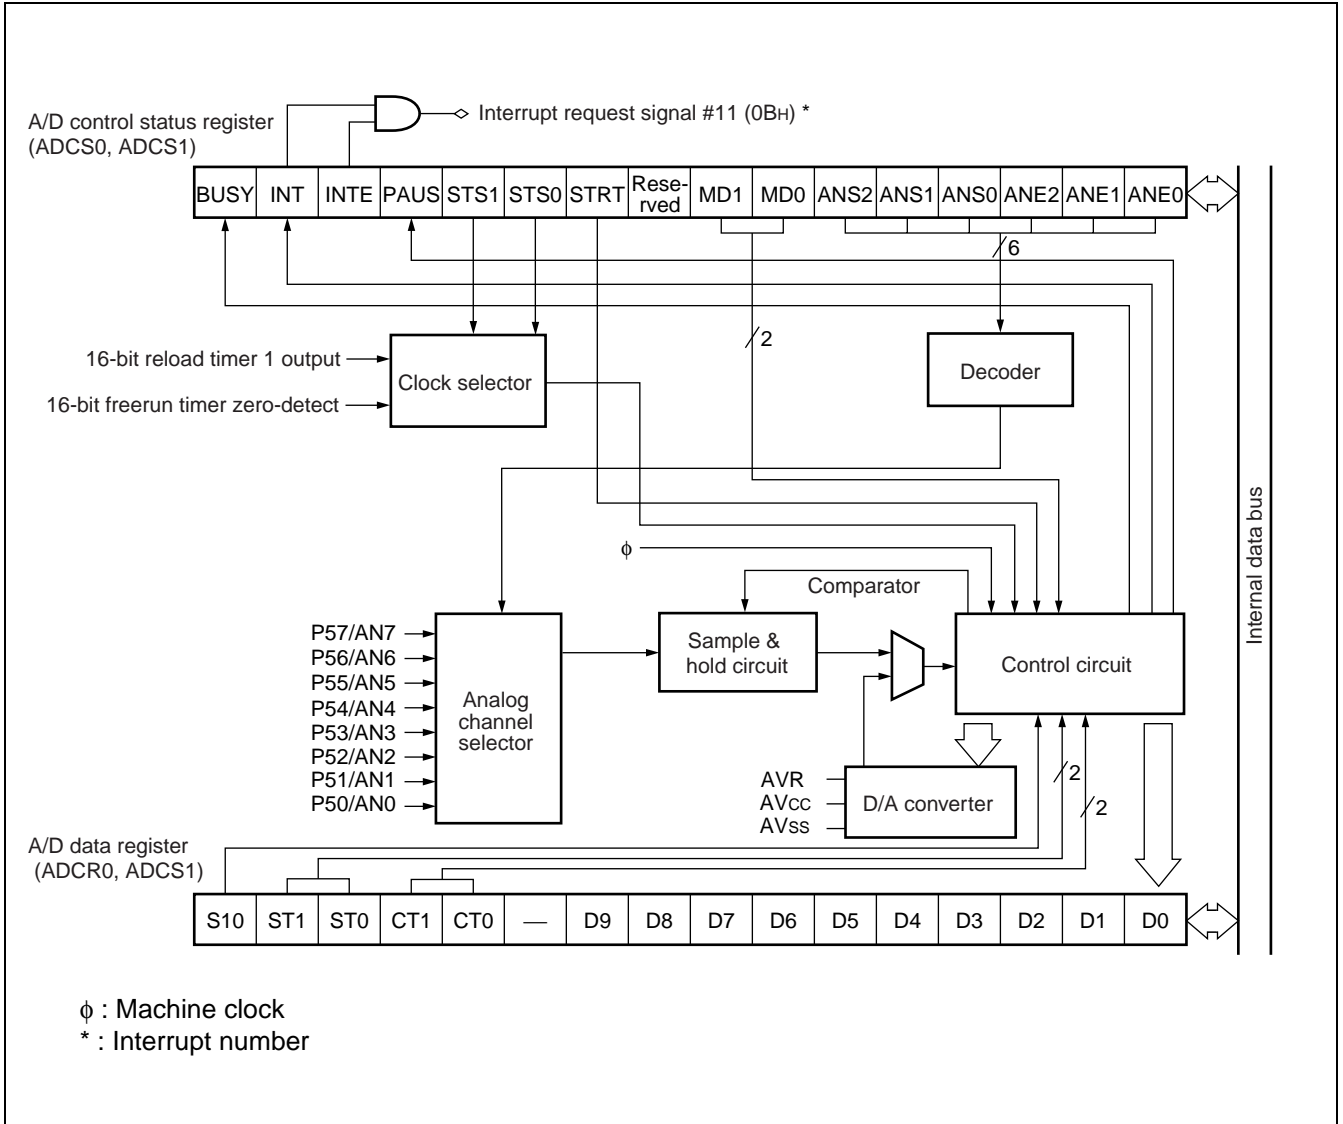 A/D control status register
(ADCS0, ADCS1)
Interrupt request signal #11 (0BH) *
BUSY INT INTE PAUS STS1 STS0 STRT Rese-
rved MD1 MD0 ANS2 ANS1 ANS0 ANE2 ANE1 ANE0
6
2
16-bit reload timer 1 output
16-bit freerun timer zero-detect
Clock selector
Decoder
Internal data bus
ϕ
Comparator
P57/AN7
P56/AN6
P55/AN5
P54/AN4
P53/AN3
P52/AN2
P51/AN1
P50/AN0
Analog
channel
selector
Sample &
hold circuit
Control circuit
AVR
AVCC
AVSS
D/A converter
2
2
A/D data register
(ADCR0, ADCS1)
S10 ST1 ST0 CT1 CT0 — D9 D8 D7 D6 D5 D4 D3 D2 D1 D0
ϕ : Machine clock
* : Interrupt number